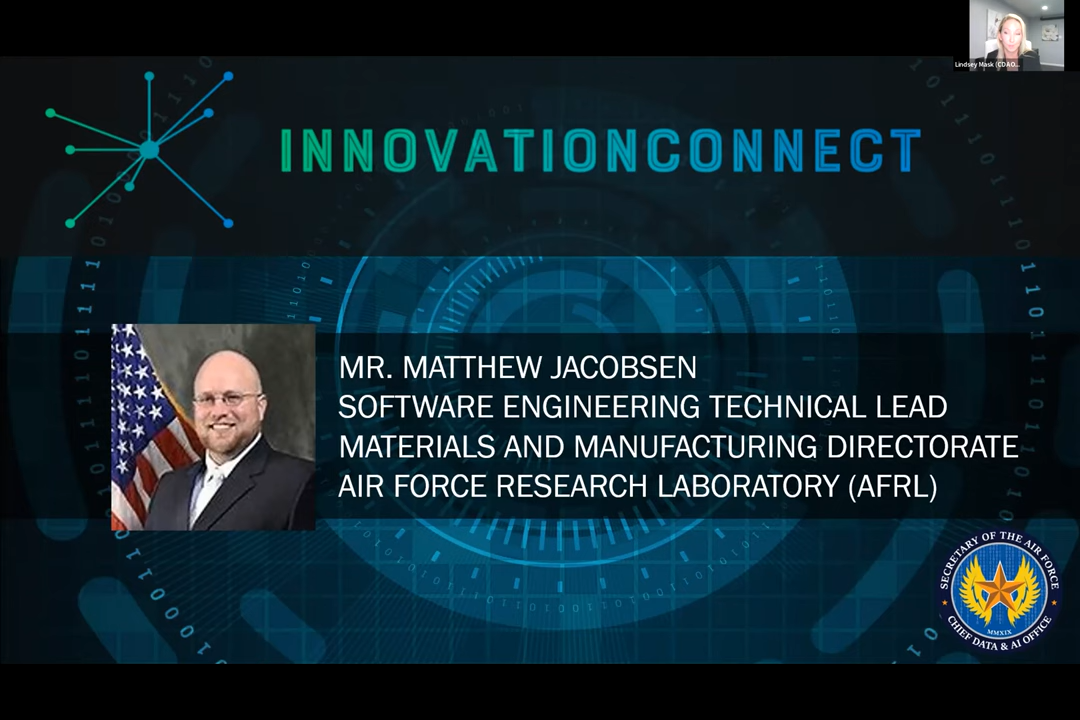 Lindsey Mask (CDAO...
INNOVATIONCONNECT
MR. MATTHEW JACOBSEN
SOFTWARE ENGINEERING TECHNICAL LEAD
MATERIALS AND MANUFACTURING DIRECTORATE
AIR FORCE RESEARCH LABORATORY (AFRL)
SECRETARY OF THE AIR FORCE
MMXIX
CHIEF DATA & AI OFFICE